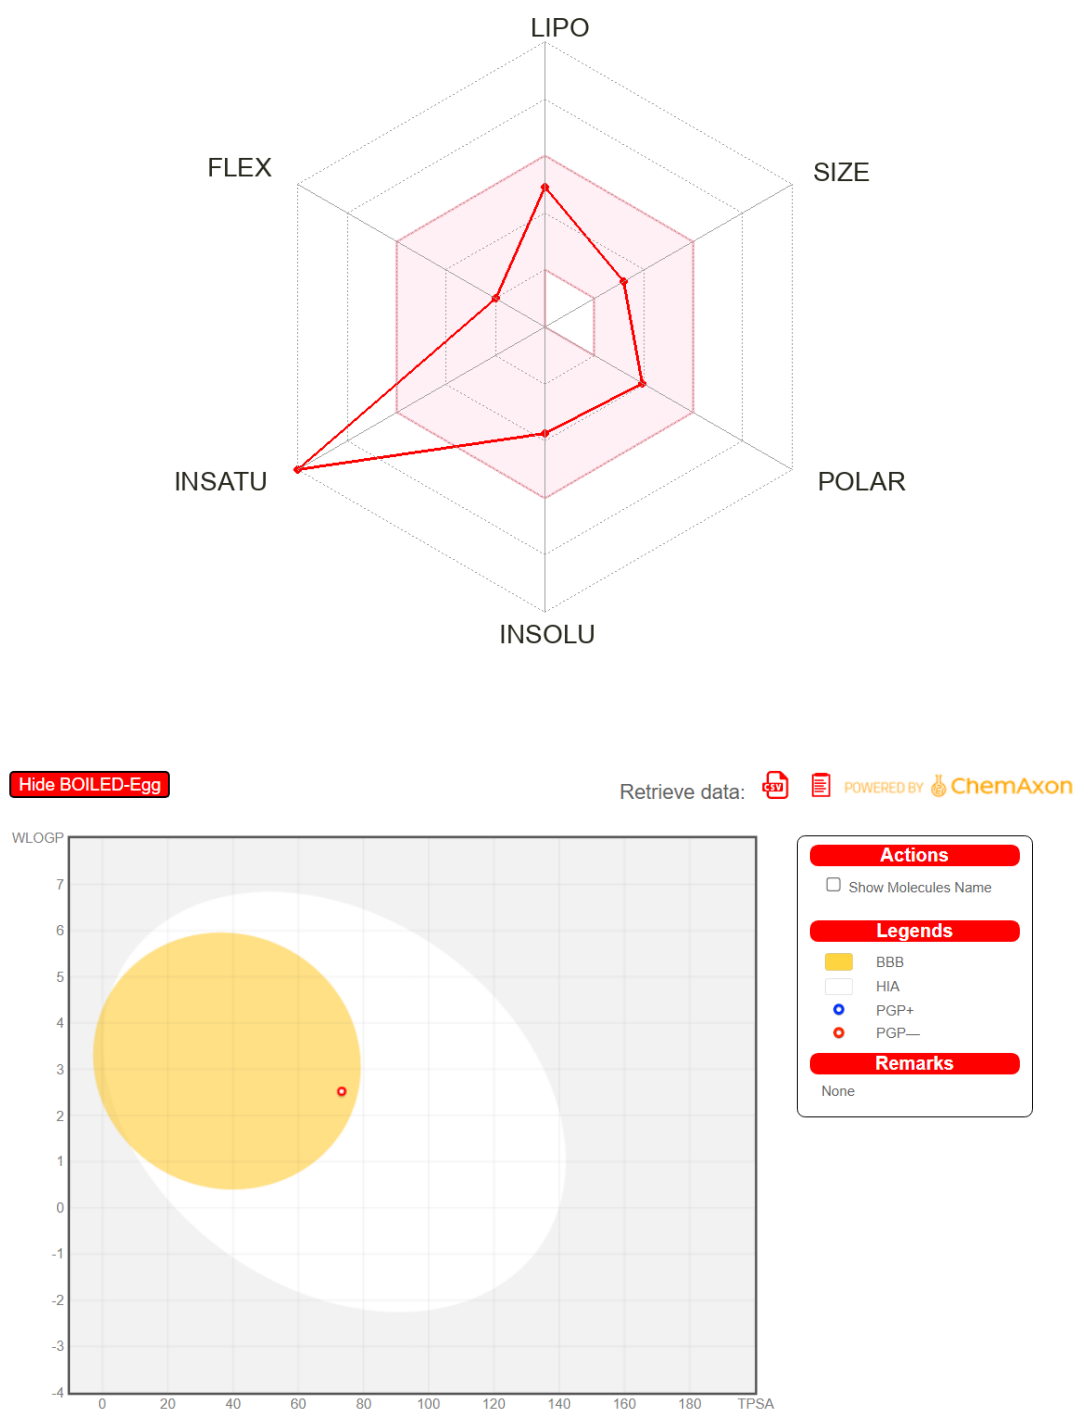 LIPO
FLEX
SIZE
INSATU
POLAR
INSOLU
Hide BOILED-Egg
Retrieve data: CSV POWERED BY ChemAxon
WLOGP
7
6
5
4
3
2
1
0
-1
-2
-3
-4
0 20 40 60 80 100 120 140 160 180 TPSA
Actions
Show Molecules Name
Legends
BBB
HIA
PGP+
PGP—
Remarks
None